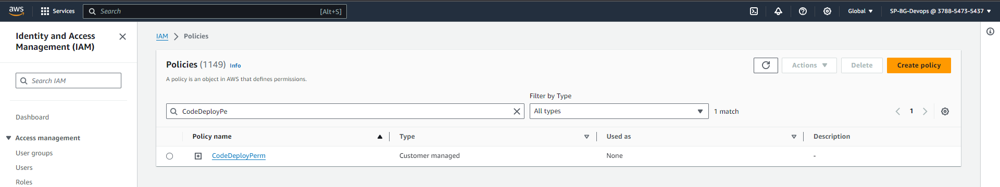 aws
Services
Search
[Alt+S]
Global
SP-BG-Devops @ 3788-5473-5437
Identity and Access
Management (IAM)
Search IAM
Dashboard
Access management
User groups
Users
Roles
IAM
Policies
Policies (1149) Info
A policy is an object in AWS that defines permissions.
Actions
Delete
Create policy
Filter by Type
CodeDeployPe
All types
1 match
1
Policy name
Type
Used as
Description
CodeDeployPerm
Customer managed
None
-